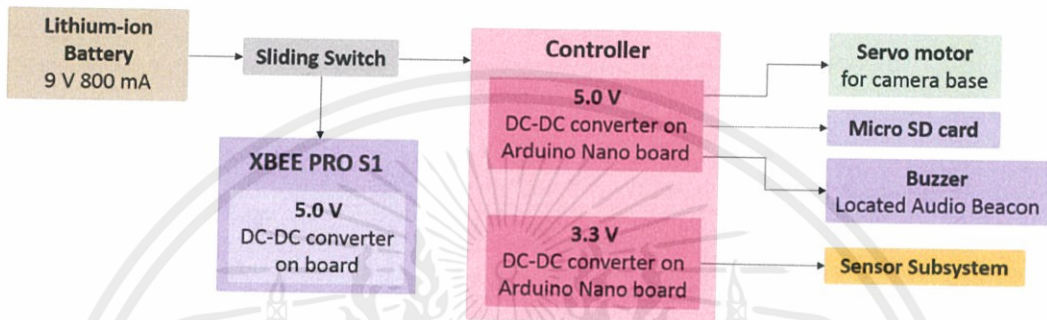 Lithium-ion
Battery
9 V 800 mA
Sliding Switch
XBEE PRO S1
5.0 V
DC-DC converter
on board
Controller
5.0 V
DC-DC converter on
Arduino Nano board
3.3 V
DC-DC converter on
Arduino Nano board
Servo motor
for camera base
Micro SD card
Buzzer
Located Audio Beacon
Sensor Subsystem